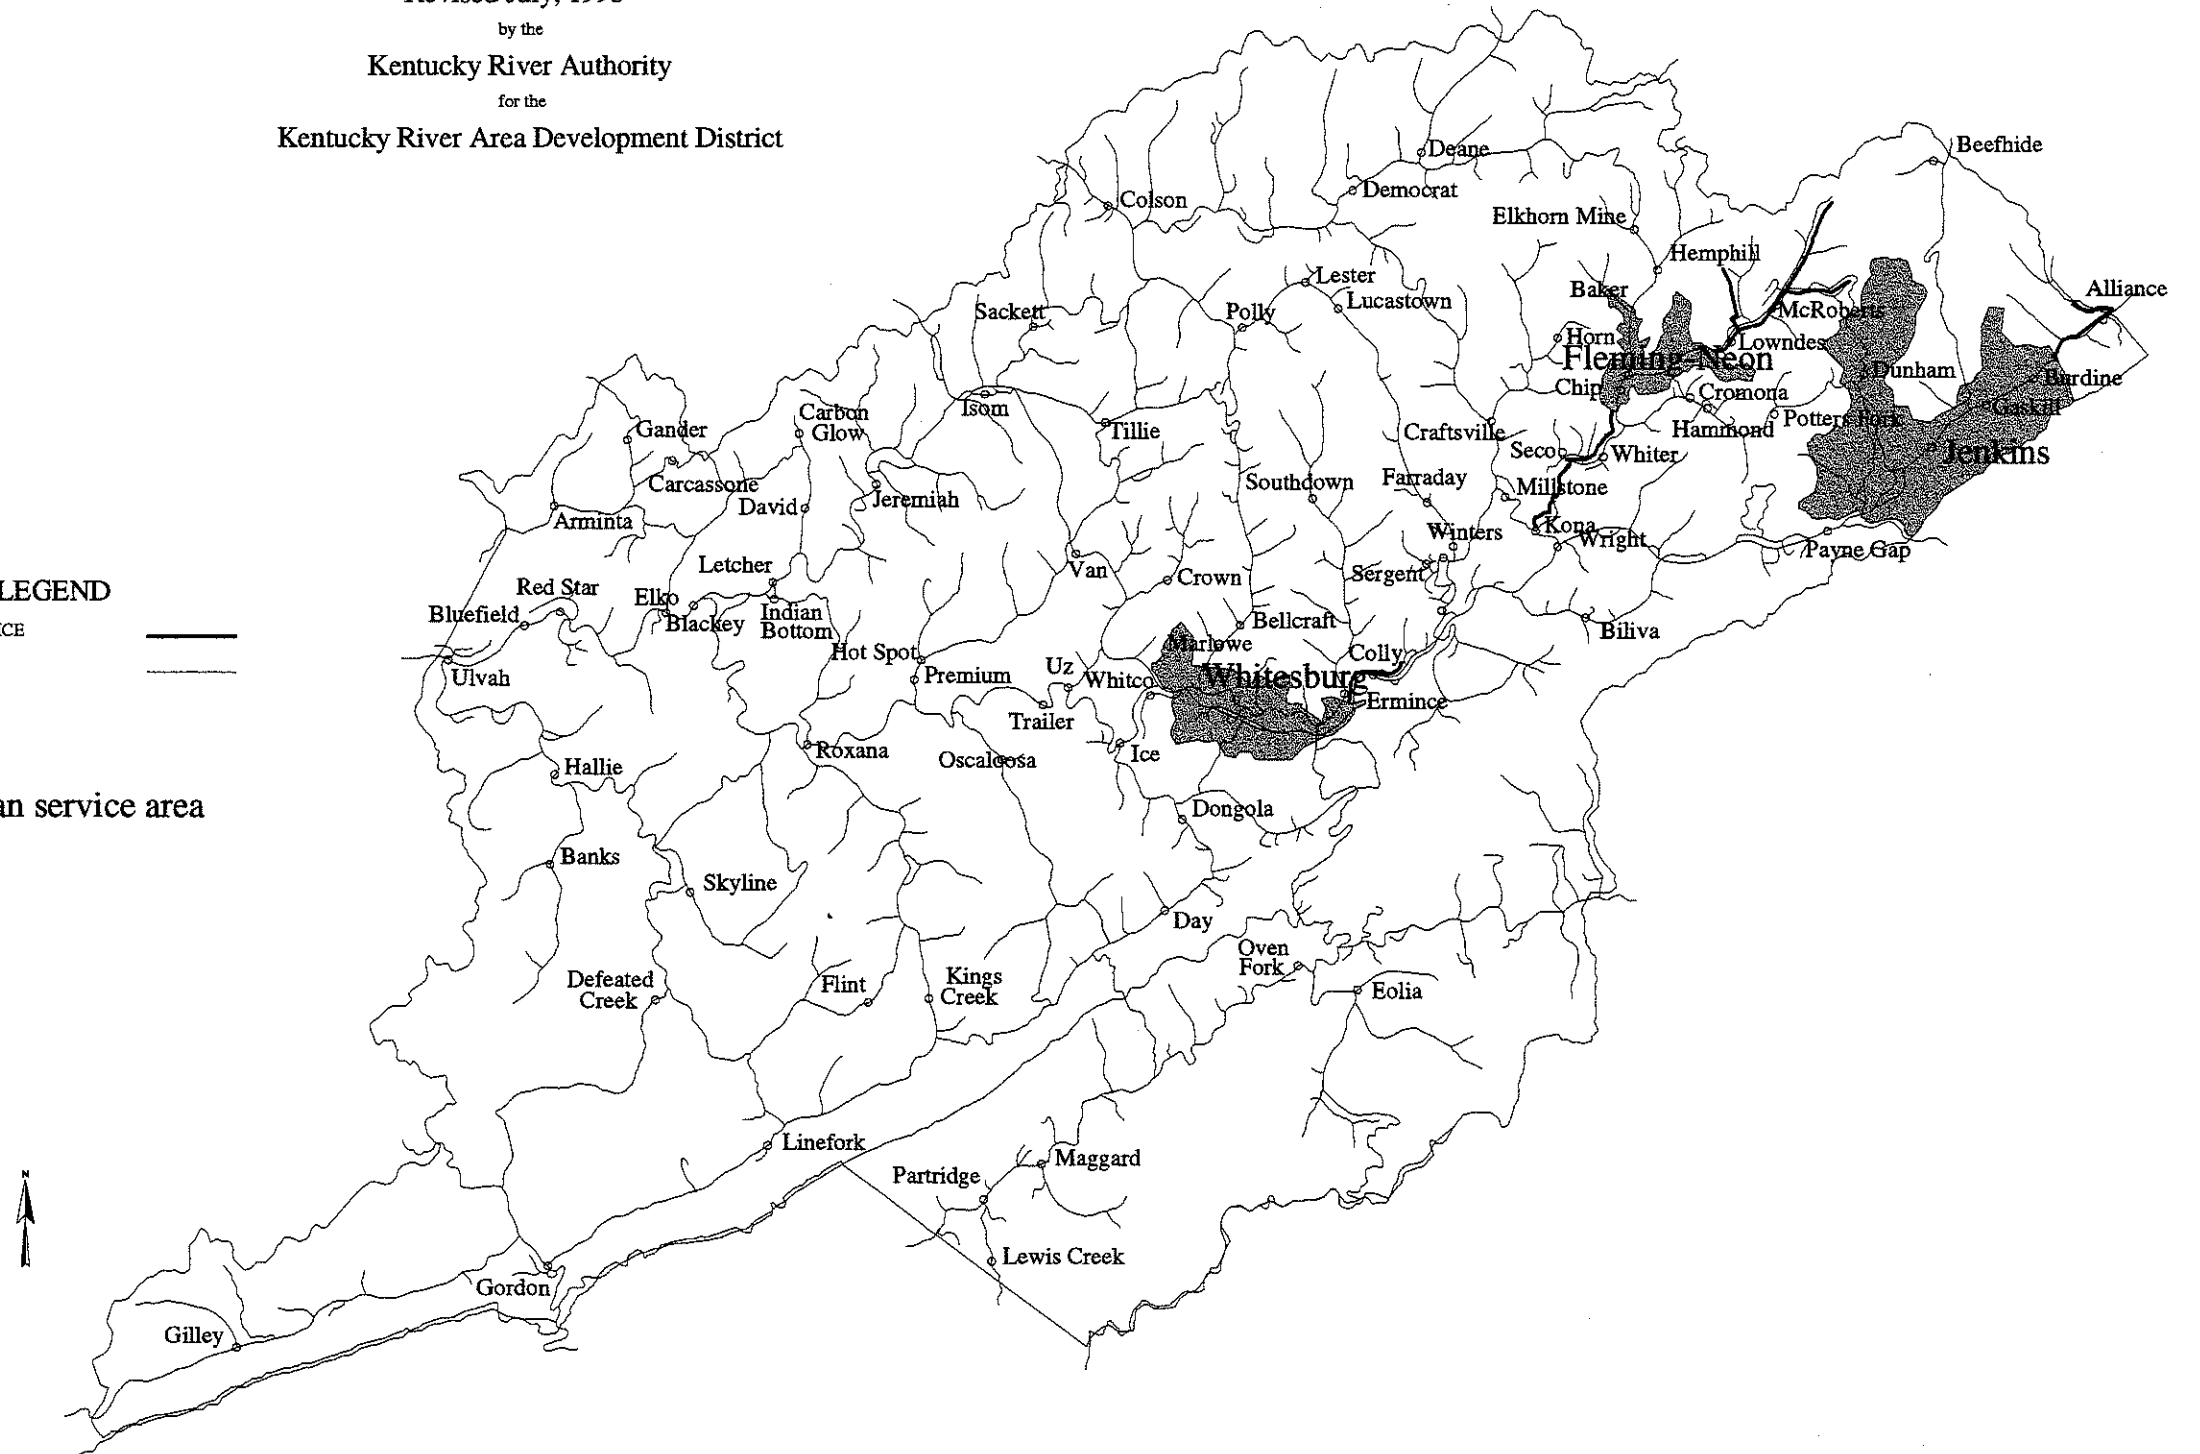 Revised July, 199
by the
Kentucky River Authority
for the
Kentucky River Area Development District
Beefhide
Deane
Democrat
Colson
Elkhorn Mine
Hemphill
Lester
Baker
Alliance
Lucastown
Sackett
Polly
McRoberts
Horn
Lowndes
Fleming-Neon
Dunham
Burdine
Chip
Cromona
Gaskill
Isom
Carbon
Glow
Potters Fork
Gander
Tillie
Craftsville
Hammond
Jenkins
Seco
Whiter
Carcassone
Southdown
Farraday
Millstone
David
Jeremiah
Arminta
Kona
Winters
Wright
Payne Gap
Letcher
Van
Crown
Sergent
LEGEND
Red Star
Elko
Bluefield
Indian
Bottom
Blackey
Bellcraft
Biliva
CE
Marlowe
Hot Spot
Colly
Uz
Premium
Whitco
Whitesburg
Ulvah
Ermince
Trailer
Roxana
Ice
Oscaloosa
Hallie
an service area
Dongola
Banks
Skyline
Day
Oven
Fork
Defeated
Creek
Flint
Kings
Creek
Eolia
Linefork
Maggard
Partridge
N
Lewis Creek
Gordon
Gilley